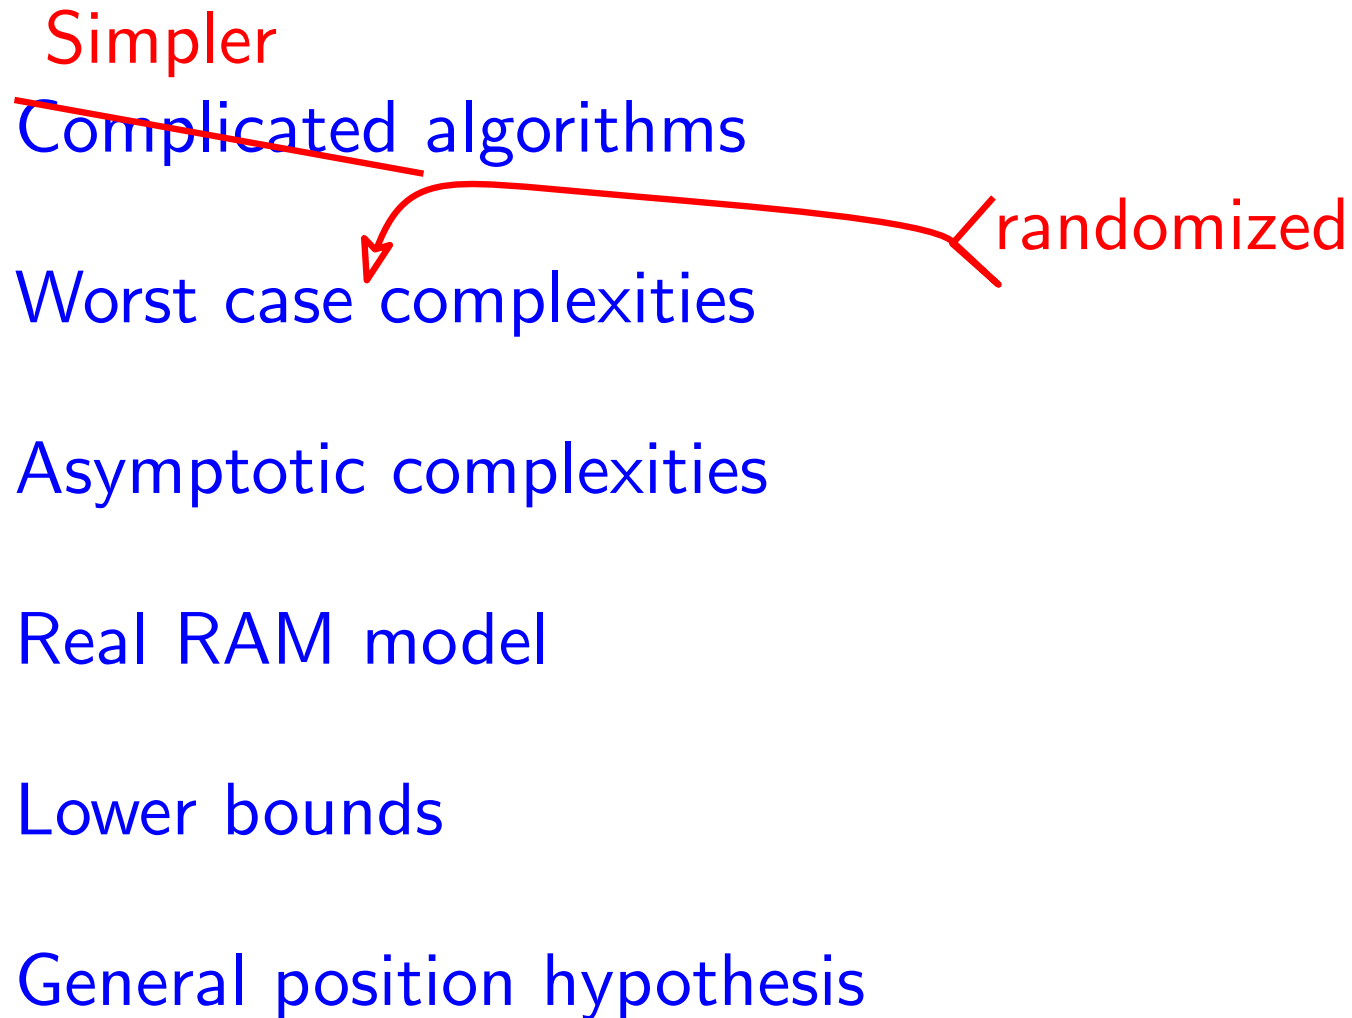 Simpler
Complicated algorithms
randomized
Worst case complexities
Asymptotic complexities
Real RAM model
Lower bounds
General position hypothesis